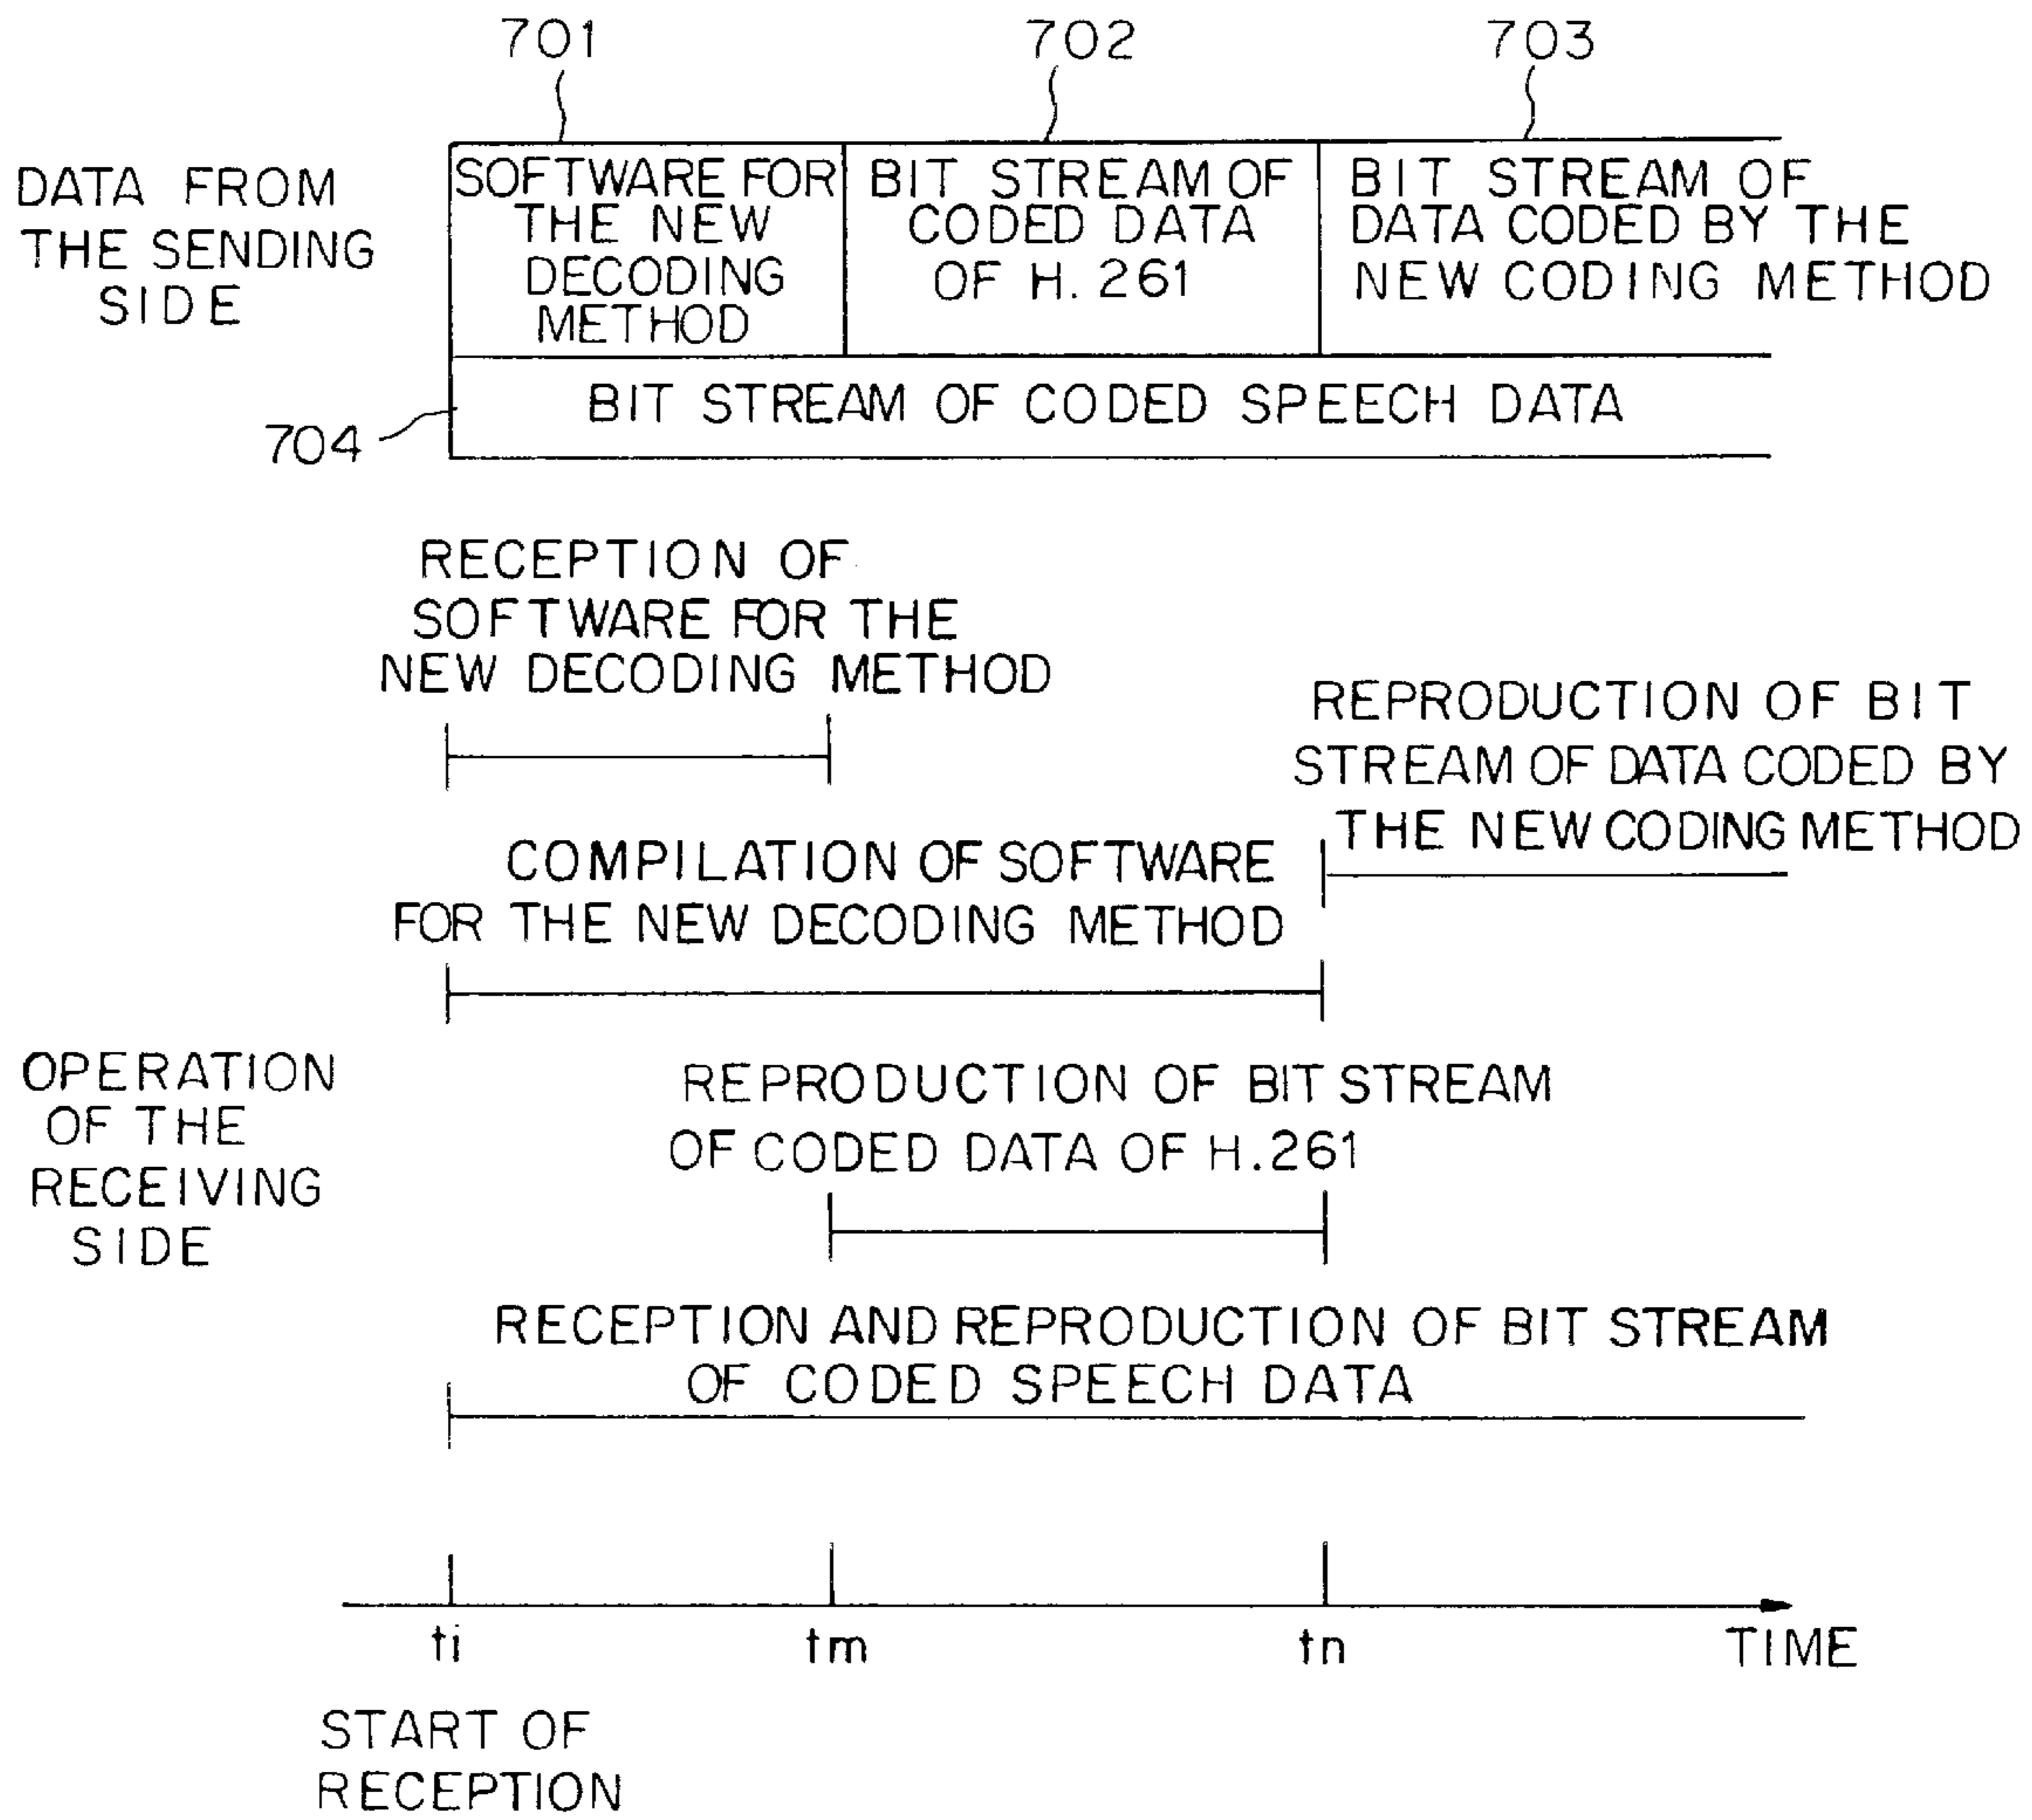 701
702
703
DATA FROM
THE SENDING
SIDE
SOFTWARE FOR
THE NEW
DECODING
METHOD
BIT STREAM OF
CODED DATA
OF H. 261
BIT STREAM OF
DATA CODED BY THE
NEW CODING METHOD
BIT STREAM OF CODED SPEECH DATA
704
RECEPTION OF
SOFTWARE FOR THE
NEW DECODING METHOD
REPRODUCTION OF BIT
STREAM OF DATA CODED BY
THE NEW CODING METHOD
COMPILATION OF SOFTWARE
FOR THE NEW DECODING METHOD
OPERATION
OF THE
RECEIVING
SIDE
REPRODUCTION OF BIT STREAM
OF CODED DATA OF H.261
RECEPTION AND REPRODUCTION OF BIT STREAM
OF CODED SPEECH DATA
ti
tm
tn
TIME
START OF
RECEPTION